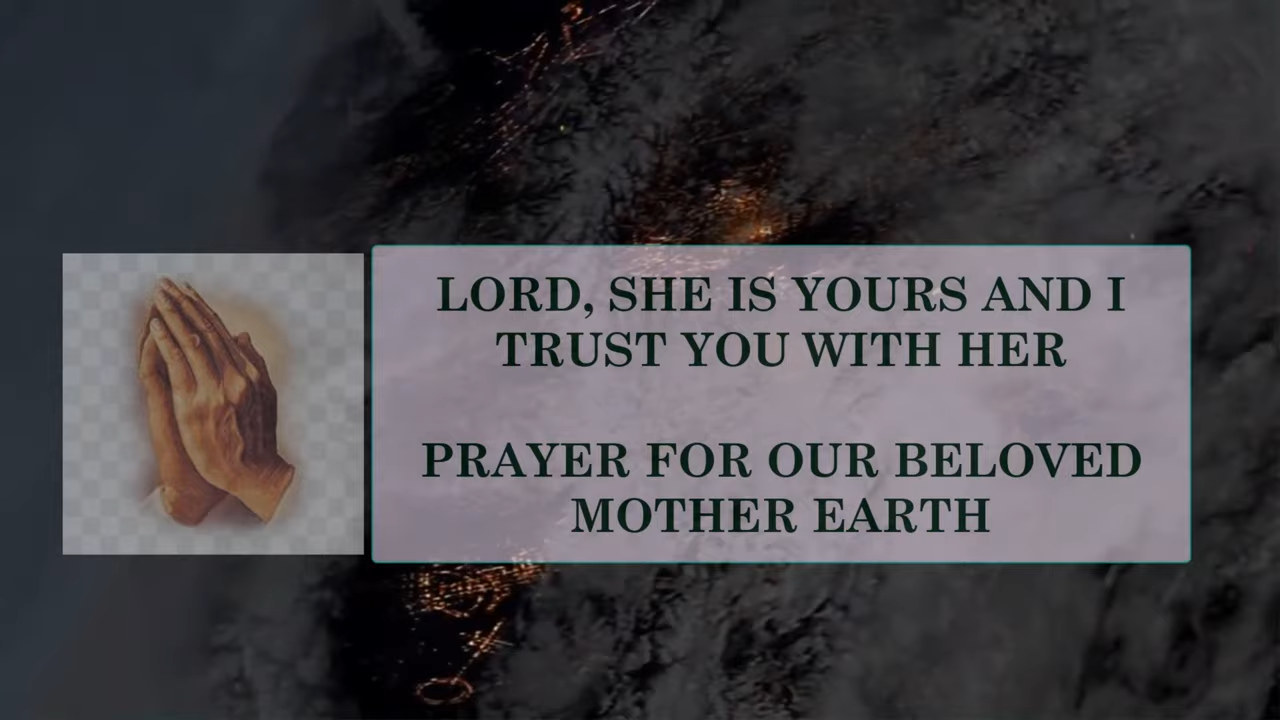 LORD, SHE IS YOURS AND I
TRUST YOU WITH HER
PRAYER FOR OUR BELOVED
MOTHER EARTH